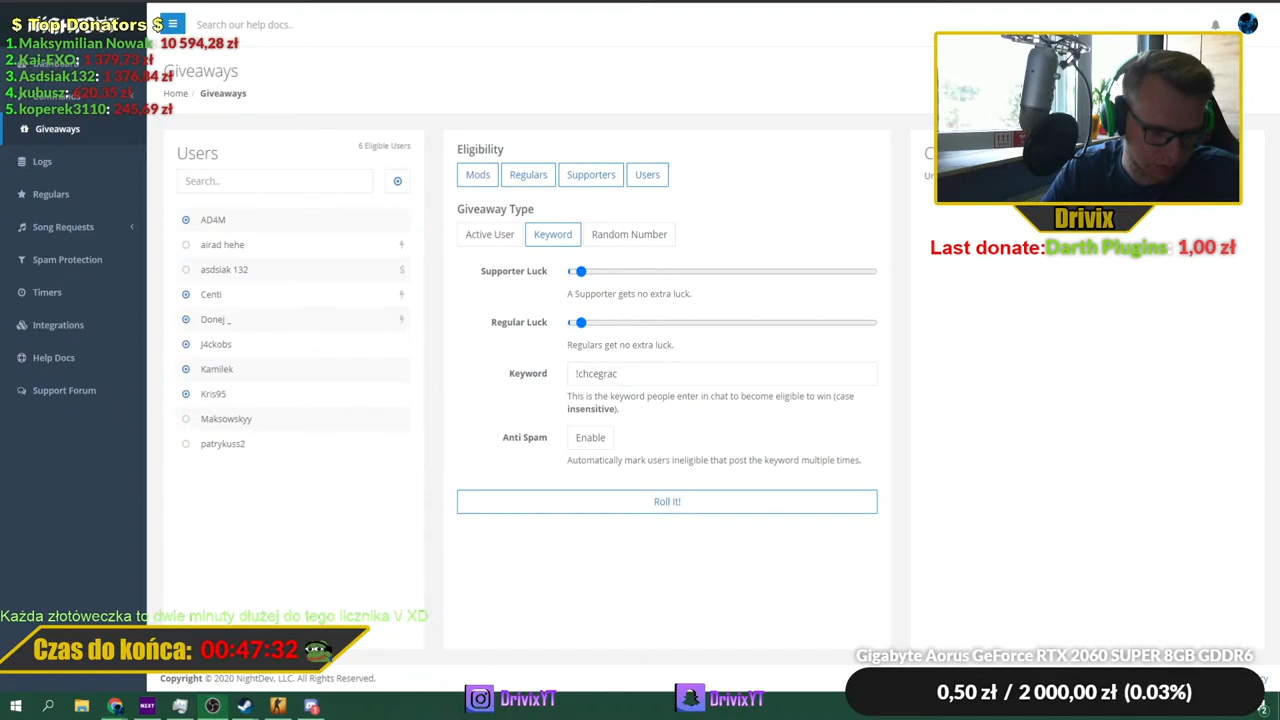 $ Top Donators $
1. Maksymilian Nowak: 10 594,28 zł
2. Kaj.EXO: 1 379,73 zł
3. Asdsiak132: 1 376,84 zł
4. kubusz: 620,35 zł
5. koperek3110: 245,69 zł
Search our help docs..
Giveaways
Home / Giveaways
Giveaways
Logs
Regulars
Song Requests
Spam Protection
Timers
Integrations
Help Docs
Support Forum
Users
6 Eligible Users
Search..
AD4M
airad hehe
asdsiak 132
Centi
Donej _
J4ckobs
Kamilek
Kris95
Maksowskyy
patrykuss2
Eligibility
Mods Regulars Supporters Users
Giveaway Type
Active User Keyword Random Number
Supporter Luck
A Supporter gets no extra luck.
Regular Luck
Regulars get no extra luck.
Keyword !chcegrac
This is the keyword people enter in chat to become eligible to win (case
insensitive).
Anti Spam Enable
Automatically mark users ineligible that post the keyword multiple times.
Roll It!
Drivix
Last donate: Darth Plugins: 1,00 zł
Każda złotóweczka to dwie minuty dłużej do tego licznika \/ XD
Czas do końca: 00:47:32
Copyright © 2020 NightDev, LLC. All Rights Reserved.
DrivixYT
DrivixYT
Gigabyte Aorus GeForce RTX 2060 SUPER 8GB GDDR6
0,50 zł / 2 000,00 zł (0.03%)